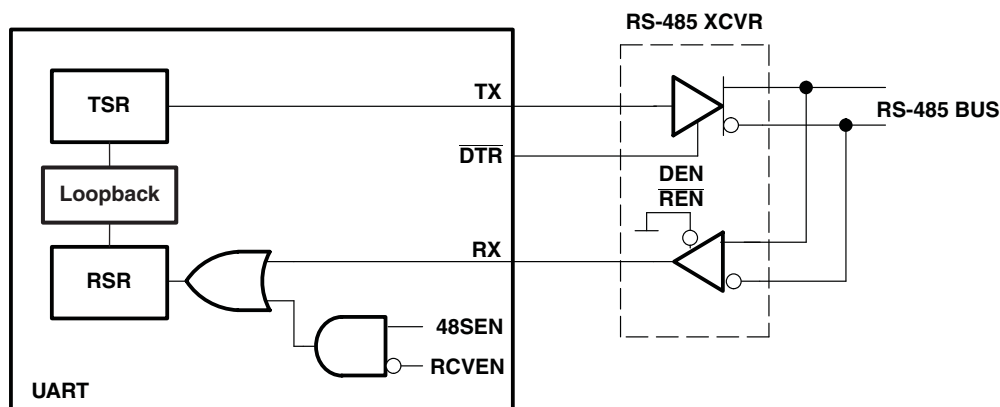 RS-485 XCVR
TSR
TX
RS-485 BUS
DTR
DEN
REN
Loopback
RX
RSR
48SEN
RCVEN
UART